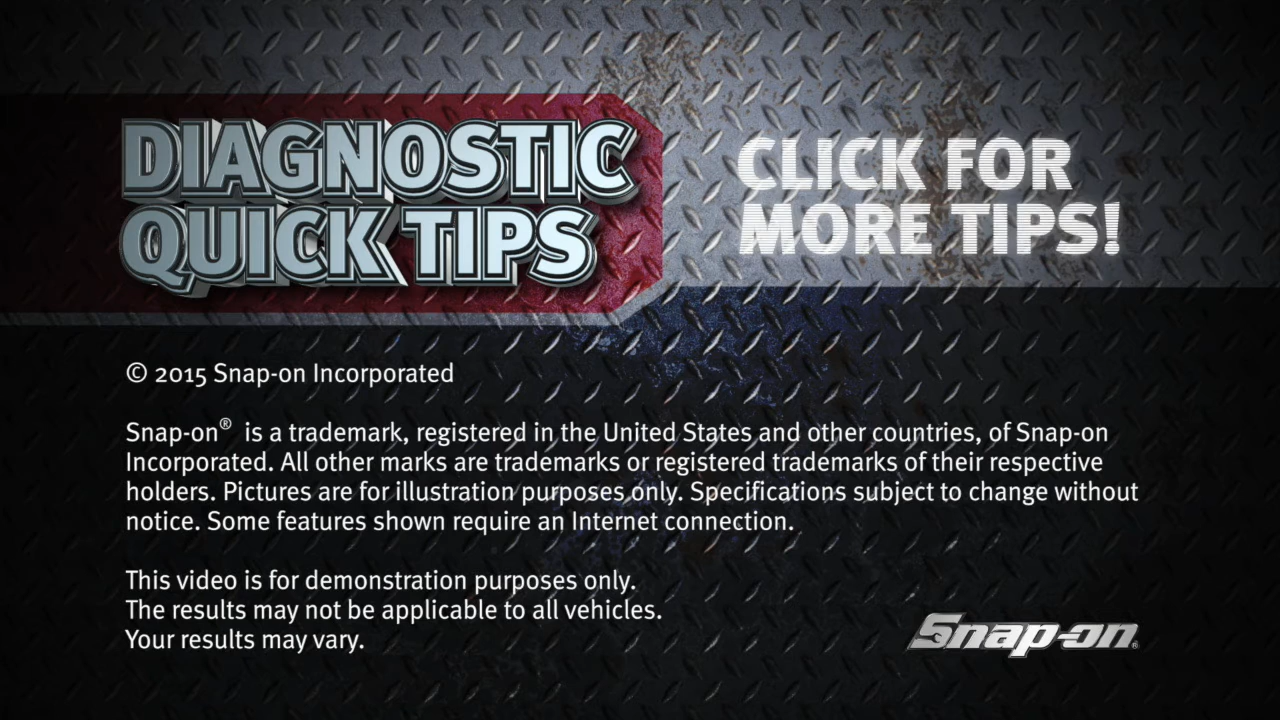 DIAGNOSTIC
QUICK TIPS
CLICK FOR
MORE TIPS!
© 2015 Snap-on Incorporated
Snap-on® is a trademark, registered in the United States and other countries, of Snap-on
Incorporated. All other marks are trademarks or registered trademarks of their respective
holders. Pictures are for illustration purposes only. Specifications subject to change without
notice. Some features shown require an Internet connection.
This video is for demonstration purposes only.
The results may not be applicable to all vehicles.
Your results may vary.
Snap-on®